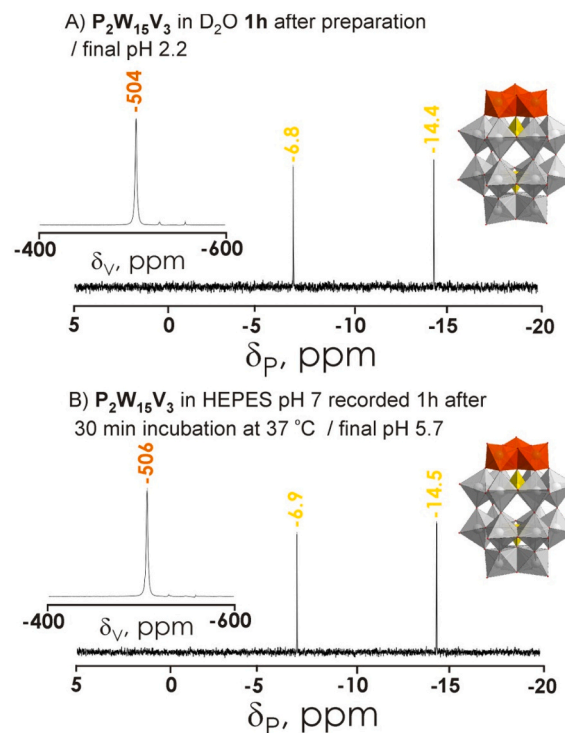 A) P₂W₁₅V₃ in D₂O 1h after preparation
/ final pH 2.2
-504
-6.8
-14.4
-400
-600
δV, ppm
5
0
-5
-10
-15
-20
δP, ppm
B) P₂W₁₅V₃ in HEPES pH 7 recorded 1h after
30 min incubation at 37 °C / final pH 5.7
-506
-6.9
-14.5
-400
-600
δV, ppm
5
0
-5
-10
-15
-20
δP, ppm